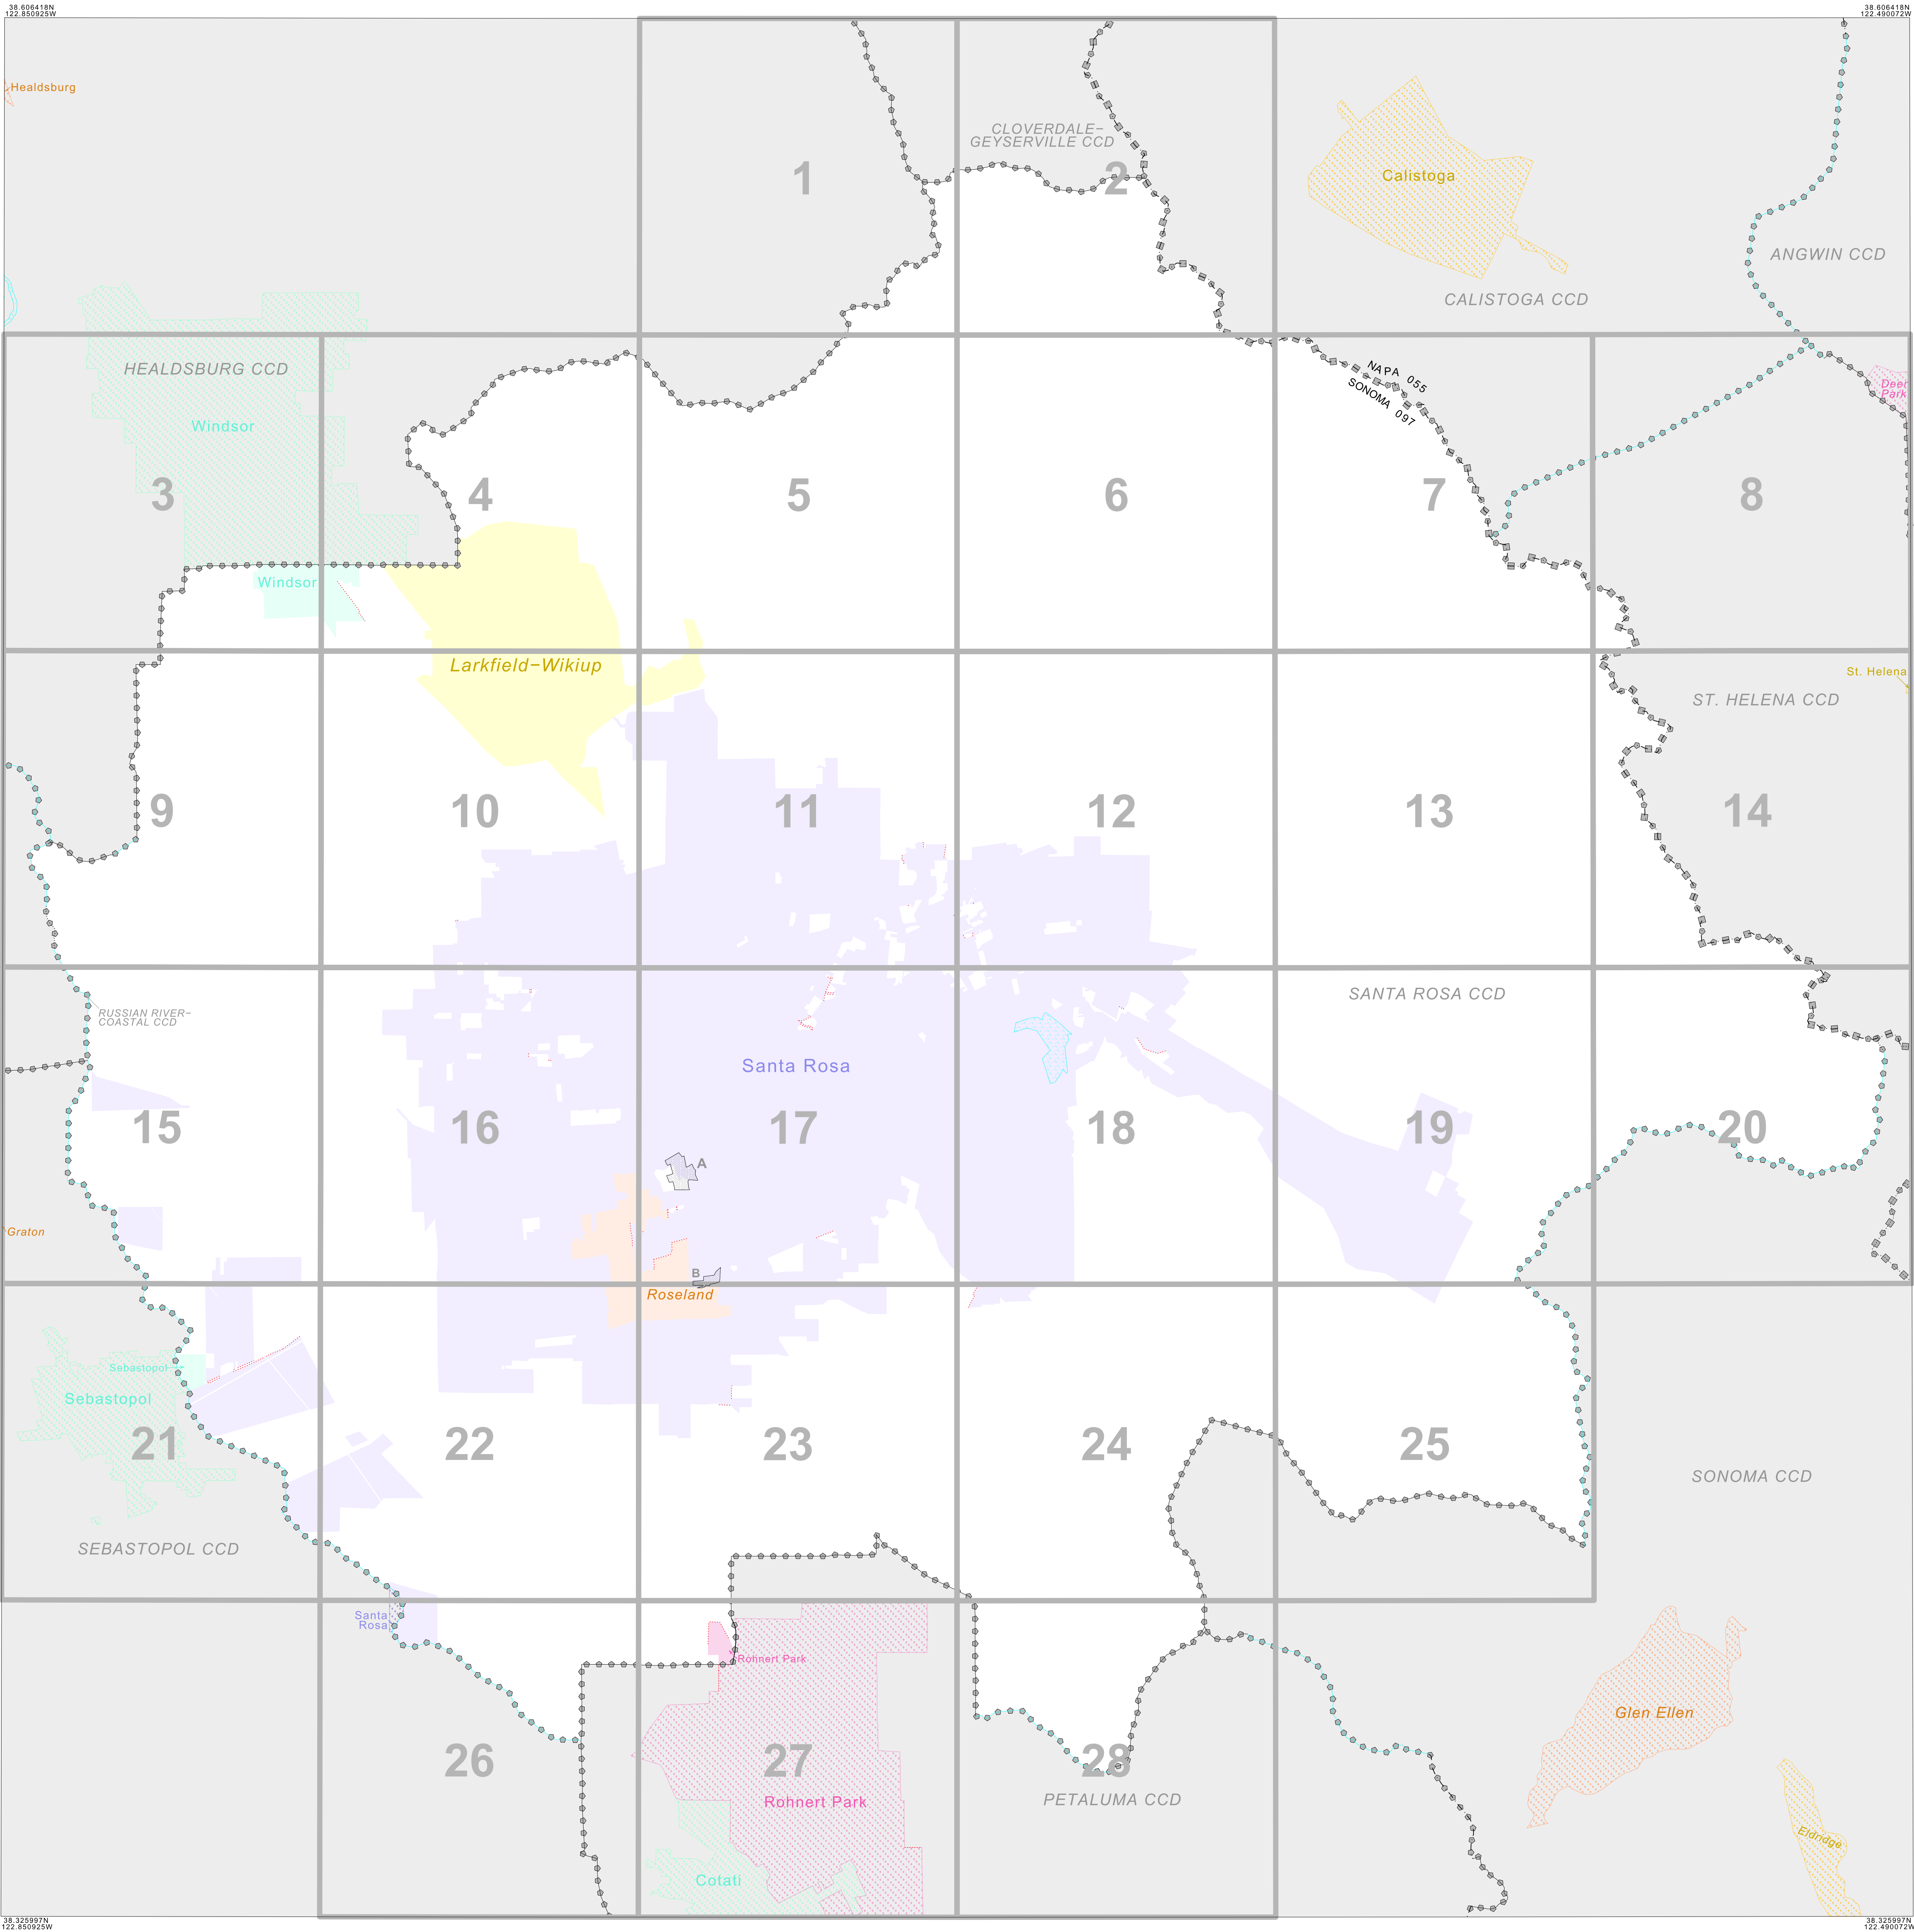 38.606418N
122.850925W
38.606418N
122.490072W
Healdsburg
CLOVERDALE-
GEYSERVILLE CCD
1
2
Calistoga
ANGWIN CCD
CALISTOGA CCD
HEALDSBURG CCD
NAPA 055
SONOMA 097
Deer
Park
Windsor
3
4
5
6
7
8
Windsor
Larkfield-Wikiup
St. Helena
ST. HELENA CCD
9
10
11
12
13
14
SANTA ROSA CCD
RUSSIAN RIVER-
COASTAL CCD
Santa Rosa
15
16
17
18
19
20
A
Graton
B
Roseland
Sebastopol
Sebastopol
21
22
23
24
25
SONOMA CCD
SEBASTOPOL CCD
Santa
Rosa
Rohnert Park
Glen Ellen
26
27
28
PETALUMA CCD
Rohnert Park
Eldridge
Cotati
38.325997N
122.850925W
38.325997N
122.490072W